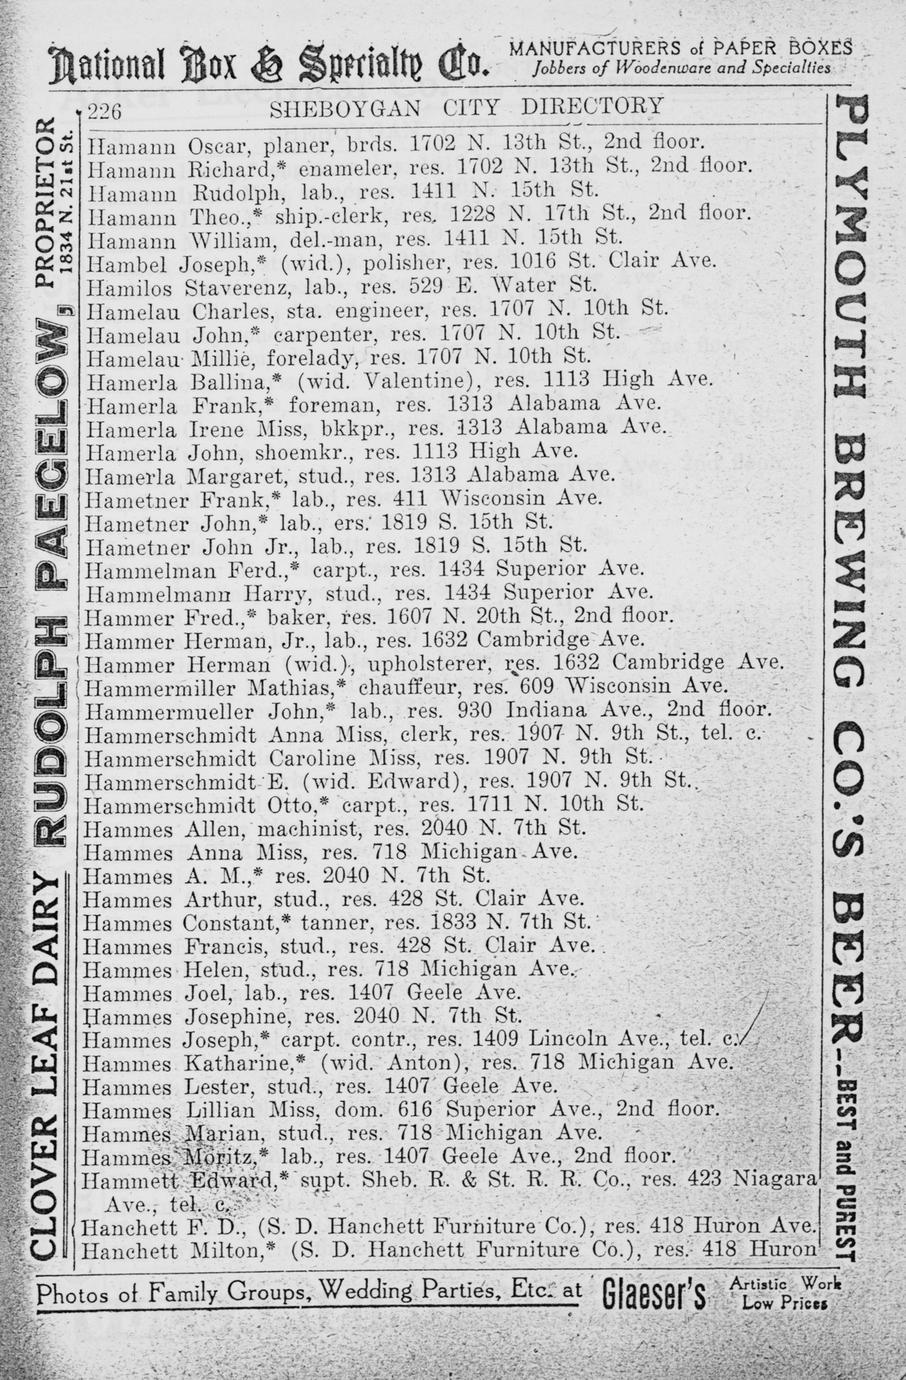 National Box & Specialty Co. MANUFACTURERS of PAPER BOXES
Jobbers of Woodenware and Specialties
226 SHEBOYGAN CITY DIRECTORY
Hamann Oscar, planer, brds. 1702 N. 13th St., 2nd floor.
Hamann Richard,* enameler, res. 1702 N. 13th St., 2nd floor.
Hamann Rudolph, lab., res. 1411 N. 15th St.
Hamann Theo.,* ship.-clerk, res. 1228 N. 17th St., 2nd floor.
Hamann William, del.-man, res. 1411 N. 15th St.
Hambel Joseph,* (wid.), polisher, res. 1016 St. Clair Ave.
Hamilos Staverenz, lab., res. 529 E. Water St.
Hamelau Charles, sta. engineer, res. 1707 N. 10th St.
Hamelau John,* carpenter, res. 1707 N. 10th St.
Hamelau Millie, forelady, res. 1707 N. 10th St.
Hamerla Ballina,* (wid. Valentine), res. 1113 High Ave.
Hamerla Frank,* foreman, res. 1313 Alabama Ave.
Hamerla Irene Miss, bkkpr., res. 1313 Alabama Ave.
Hamerla John, shoemkr., res. 1113 High Ave.
Hamerla Margaret, stud., res. 1313 Alabama Ave.
Hametner Frank,* lab., res. 411 Wisconsin Ave.
Hametner John,* lab., ers. 1819 S. 15th St.
Hametner John Jr., lab., res. 1819 S. 15th St.
Hammelman Ferd.,* carpt., res. 1434 Superior Ave.
Hammelmann Harry, stud., res. 1434 Superior Ave.
Hammer Fred.,* baker, res. 1607 N. 20th St., 2nd floor.
Hammer Herman, Jr., lab., res. 1632 Cambridge Ave.
Hammer Herman (wid.), upholsterer, res. 1632 Cambridge Ave.
Hammermiller Mathias,* chauffeur, res. 609 Wisconsin Ave.
Hammermueller John,* lab., res. 930 Indiana Ave., 2nd floor.
Hammerschmidt Anna Miss, clerk, res. 1907 N. 9th St., tel. c.
Hammerschmidt Caroline Miss, res. 1907 N. 9th St.
Hammerschmidt E. (wid. Edward), res. 1907 N. 9th St.
Hammerschmidt Otto,* carpt., res. 1711 N. 10th St.
Hammes Allen, machinist, res. 2040 N. 7th St.
Hammes Anna Miss, res. 718 Michigan Ave.
Hammes A. M.,* res. 2040 N. 7th St.
Hammes Arthur, stud., res. 428 St. Clair Ave.
Hammes Constant,* tanner, res. 1833 N. 7th St.
Hammes Francis, stud., res. 428 St. Clair Ave.
Hammes Helen, stud., res. 718 Michigan Ave.
Hammes Joel, lab., res. 1407 Geele Ave.
Hammes Josephine, res. 2040 N. 7th St.
Hammes Joseph,* carpt. contr., res. 1409 Lincoln Ave., tel. c.
Hammes Katharine,* (wid. Anton), res. 718 Michigan Ave.
Hammes Lester, stud., res. 1407 Geele Ave.
Hammes Lillian Miss, dom. 616 Superior Ave., 2nd floor.
Hammes Marian, stud., res. 718 Michigan Ave.
Hammes Moritz,* lab., res. 1407 Geele Ave., 2nd floor.
Hammett Edward,* supt. Sheb. R. & St. R. R. Co., res. 423 Niagara
Ave., tel. c.
Hanchett F. D., (S. D. Hanchett Furniture Co.), res. 418 Huron Ave.
Hanchett Milton,* (S. D. Hanchett Furniture Co.), res. 418 Huron
CLOVER LEAF DAIRY RUDOLPH PAEGELOW, PROPRIETOR
1834 N. 21st St.
PLYMOUTH BREWING CO.'S BEER--BEST and PUREST
Photos of Family Groups, Wedding Parties, Etc. at Glaeser's Artistic Work
Low Prices